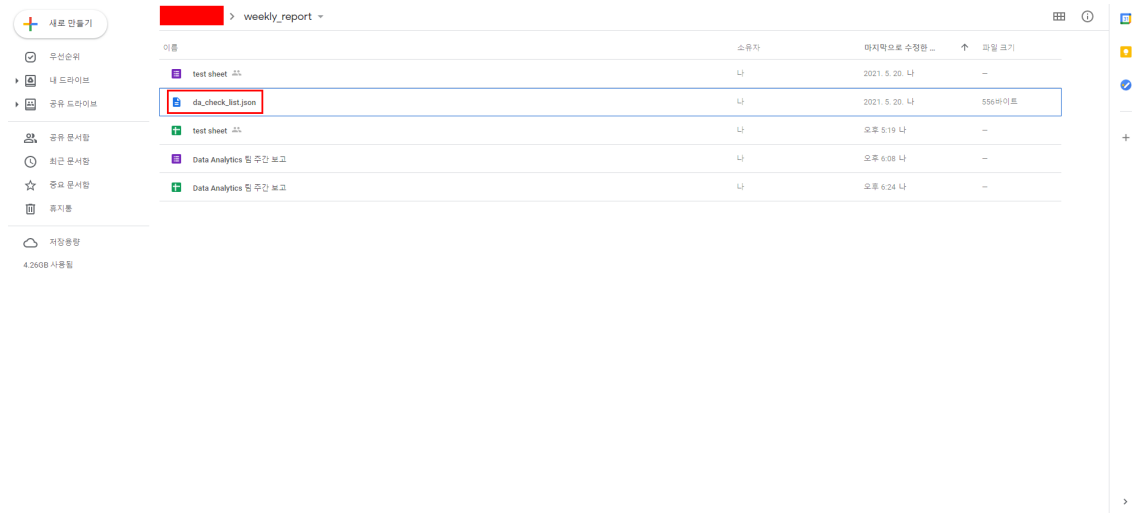 새로 만들기
weekly_report
우선순위
내 드라이브
공유 드라이브
공유 문서함
최근 문서함
중요 문서함
휴지통
저장용량
4.26GB 사용됨
이름 소유자 마지막으로 수정한 ... 파일 크기
test sheet 나 2021. 5. 20. 나 —
da_check_list.json 나 2021. 5. 20. 나 556바이트
test sheet 나 오후 5:19 나 —
Data Analytics 팀 주간 보고 나 오후 6:08 나 —
Data Analytics 팀 주간 보고 나 오후 6:24 나 —